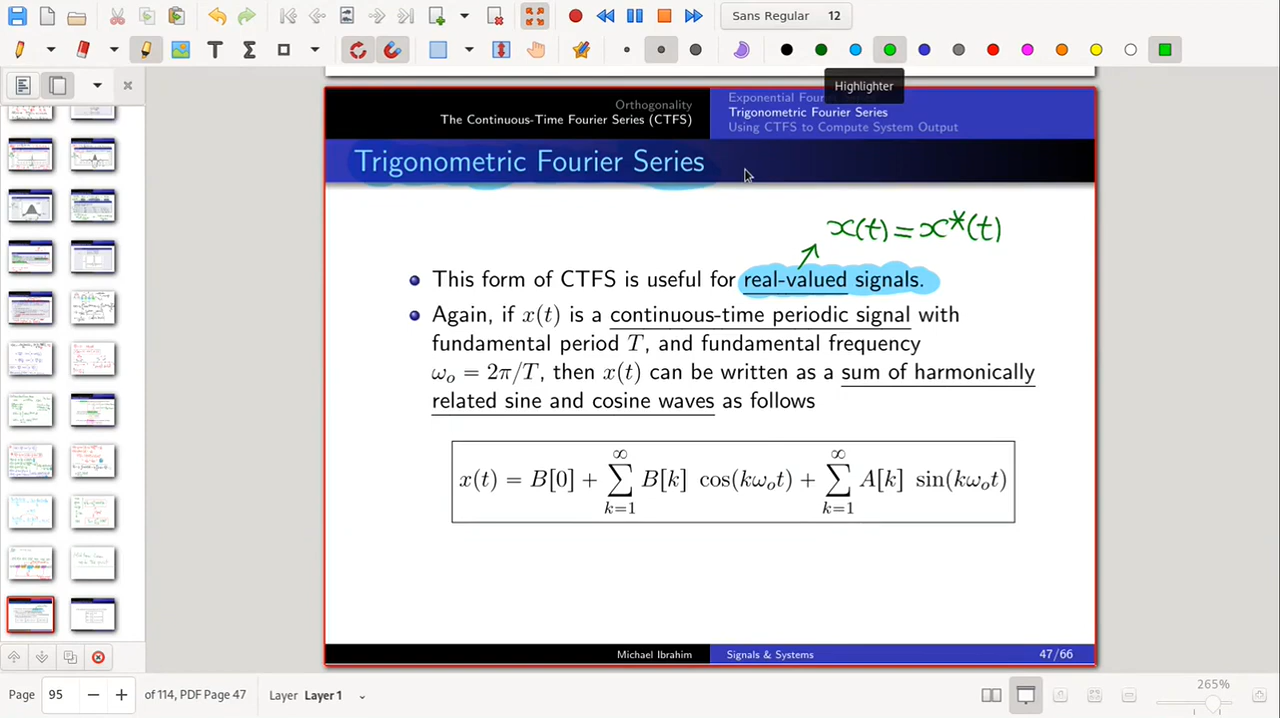 Sans Regular 12
Highlighter
Orthogonality
The Continuous-Time Fourier Series (CTFS)
Exponential Four
Trigonometric Fourier Series
Using CTFS to Compute System Output
Trigonometric Fourier Series
x(t) = x*(t)
This form of CTFS is useful for real-valued signals.
Again, if x(t) is a continuous-time periodic signal with
fundamental period T, and fundamental frequency
ω₀ = 2π/T, then x(t) can be written as a sum of harmonically
related sine and cosine waves as follows
x(t) = B[0] + ∑_{k=1}^{∞} B[k] cos(kω₀t) + ∑_{k=1}^{∞} A[k] sin(kω₀t)
Michael Ibrahim Signals & Systems 47/66
Page 95 of 114, PDF Page 47 Layer Layer 1 265%